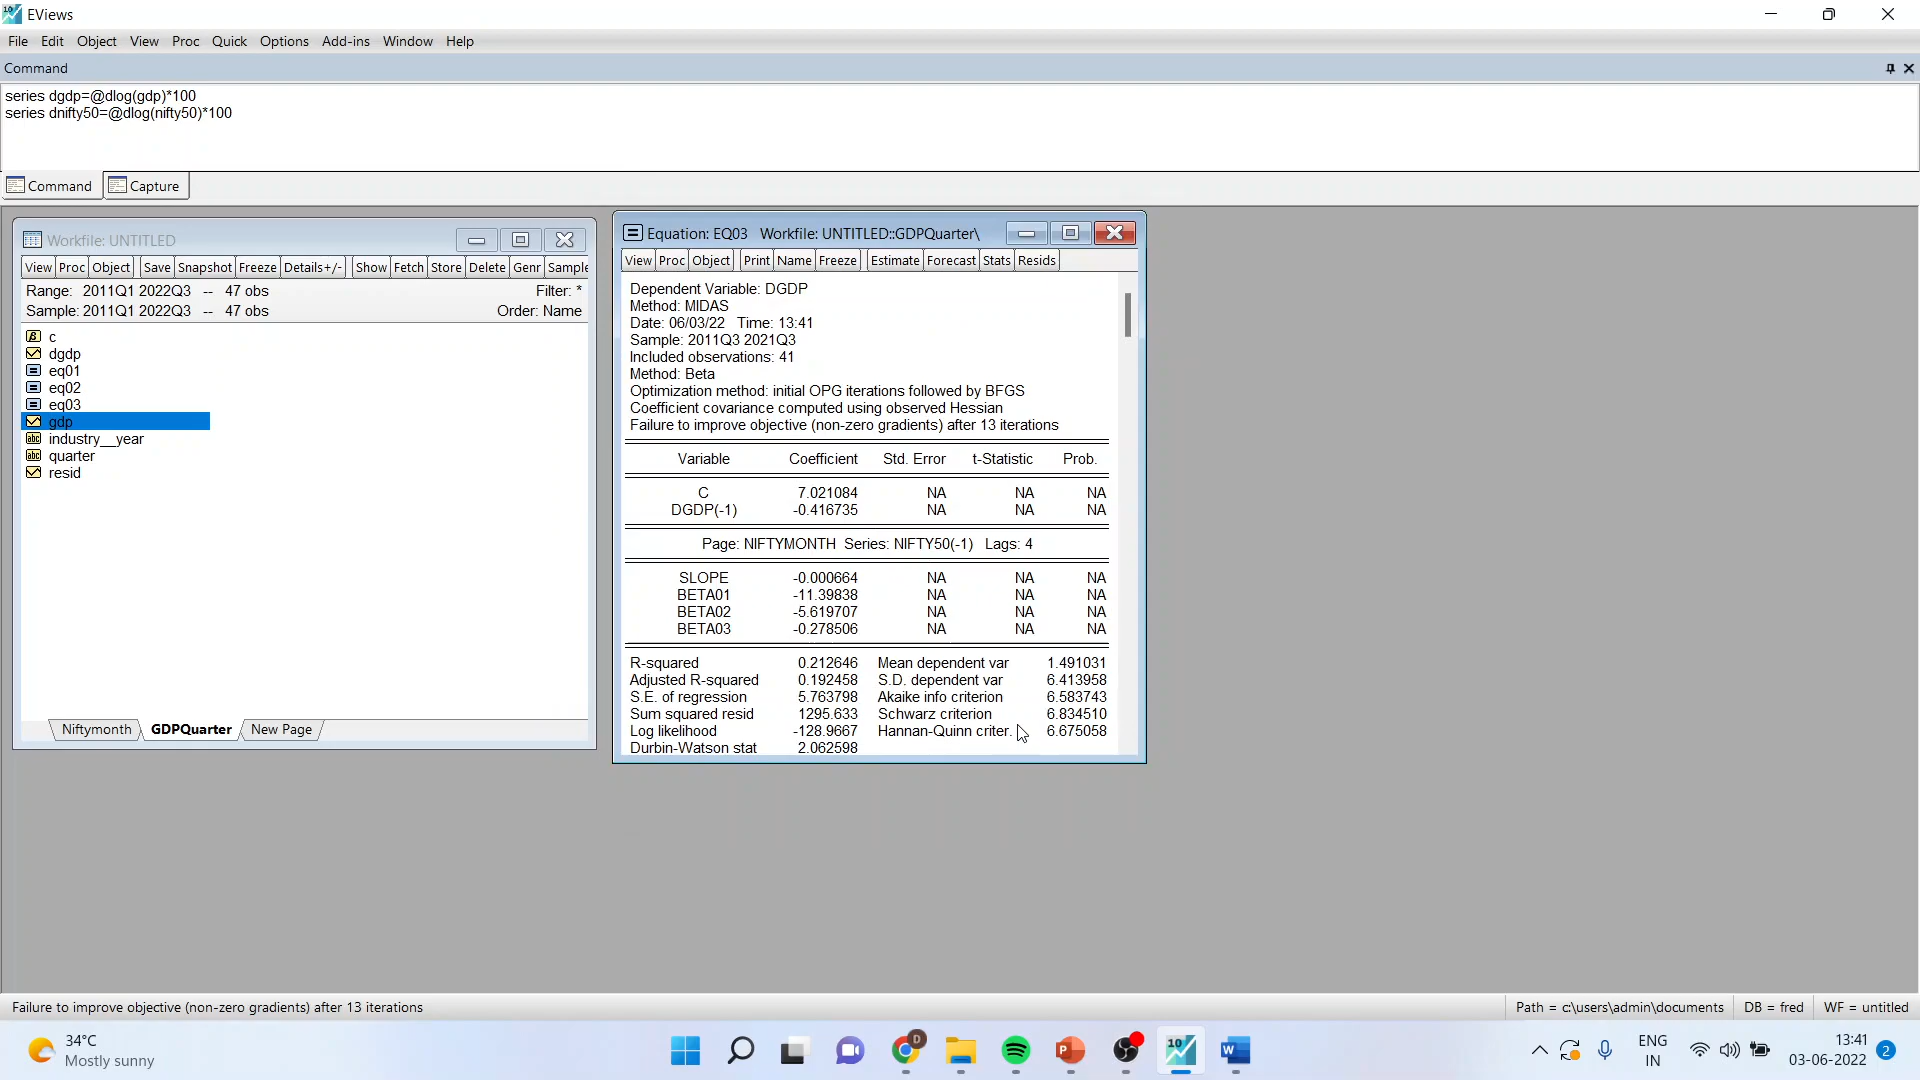 EViews
File Edit Object View Proc Quick Options Add-ins Window Help
Command
series dgdp=@dlog(gdp)*100
series dnifty50=@dlog(nifty50)*100
Command Capture
Workfile: UNTITLED
View Proc Object Save Snapshot Freeze Details+/- Show Fetch Store Delete Genr Sample
Range: 2011Q1 2022Q3 -- 47 obs Filter: *
Sample: 2011Q1 2022Q3 -- 47 obs Order: Name
c
dgdp
eq01
eq02
eq03
gdp
industry__year
quarter
resid
Niftymonth GDPQuarter New Page
Equation: EQ03 Workfile: UNTITLED::GDPQuarter\
View Proc Object Print Name Freeze Estimate Forecast Stats Resids
Dependent Variable: DGDP
Method: MIDAS
Date: 06/03/22 Time: 13:41
Sample: 2011Q3 2021Q3
Included observations: 41
Method: Beta
Optimization method: initial OPG iterations followed by BFGS
Coefficient covariance computed using observed Hessian
Failure to improve objective (non-zero gradients) after 13 iterations
Variable Coefficient Std. Error t-Statistic Prob.
C 7.021084 NA NA NA
DGDP(-1) -0.416735 NA NA NA
Page: NIFTYMONTH Series: NIFTY50(-1) Lags: 4
SLOPE -0.000664 NA NA NA
BETA01 -11.39838 NA NA NA
BETA02 -5.619707 NA NA NA
BETA03 -0.278506 NA NA NA
R-squared 0.212646 Mean dependent var 1.491031
Adjusted R-squared 0.192458 S.D. dependent var 6.413958
S.E. of regression 5.763798 Akaike info criterion 6.583743
Sum squared resid 1295.633 Schwarz criterion 6.834510
Log likelihood -128.9667 Hannan-Quinn criter. 6.675058
Durbin-Watson stat 2.062598
Failure to improve objective (non-zero gradients) after 13 iterations Path = c:\users\admin\documents DB = fred WF = untitled
34°C
Mostly sunny
ENG
IN
13:41
03-06-2022
2